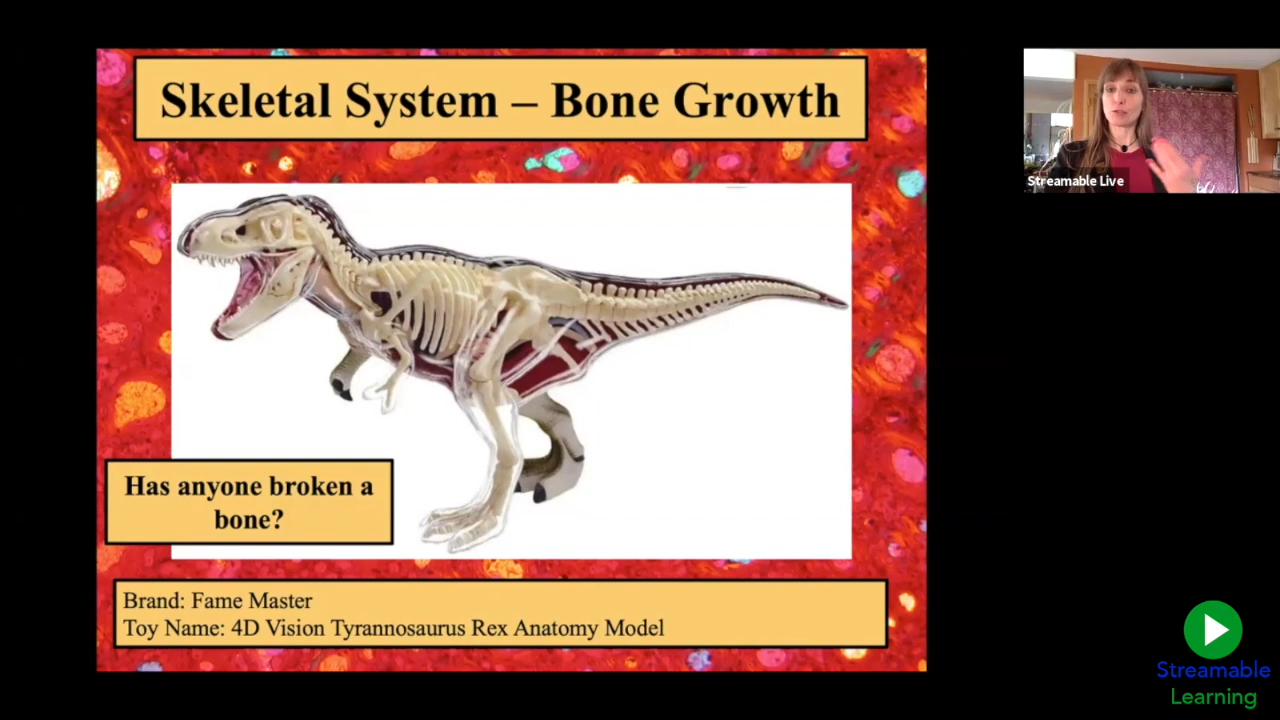 Skeletal System – Bone Growth
Streamable Live
Has anyone broken a
bone?
Brand: Fame Master
Toy Name: 4D Vision Tyrannosaurus Rex Anatomy Model
Streamable
Learning